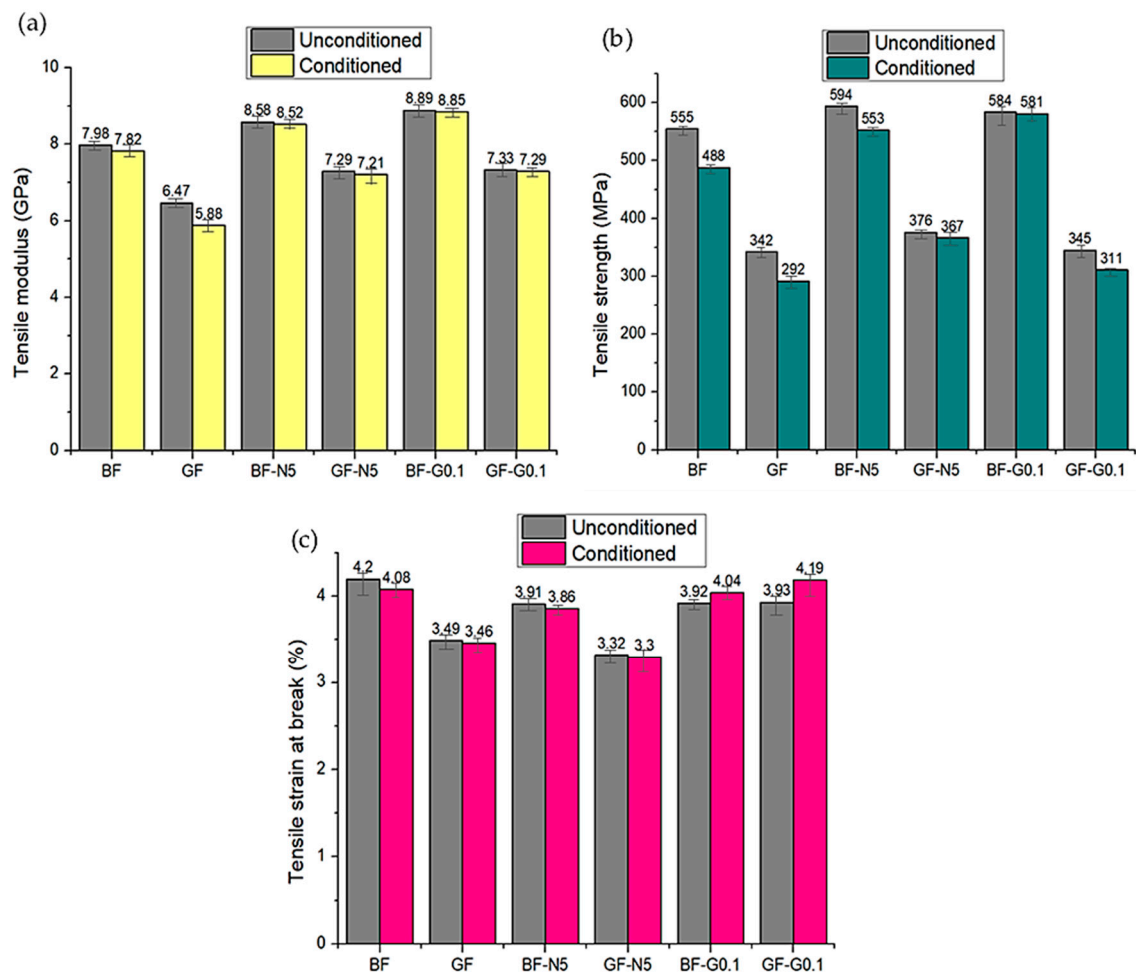 (a)
Unconditioned
Conditioned
Tensile modulus (GPa)
10
8
6
4
2
0
7.98
7.82
6.47
5.88
8.58
8.52
7.29
7.21
8.89
8.85
7.33
7.29
BF
GF
BF-N5
GF-N5
BF-G0.1
GF-G0.1
(b)
Unconditioned
Conditioned
Tensile strength (MPa)
600
500
400
300
200
100
0
555
488
342
292
594
553
376
367
584
581
345
311
BF
GF
BF-N5
GF-N5
BF-G0.1
GF-G0.1
(c)
Unconditioned
Conditioned
Tensile strain at break (%)
4
3
2
1
0
4.2
4.08
3.49
3.46
3.91
3.86
3.32
3.3
3.92
4.04
3.93
4.19
BF
GF
BF-N5
GF-N5
BF-G0.1
GF-G0.1